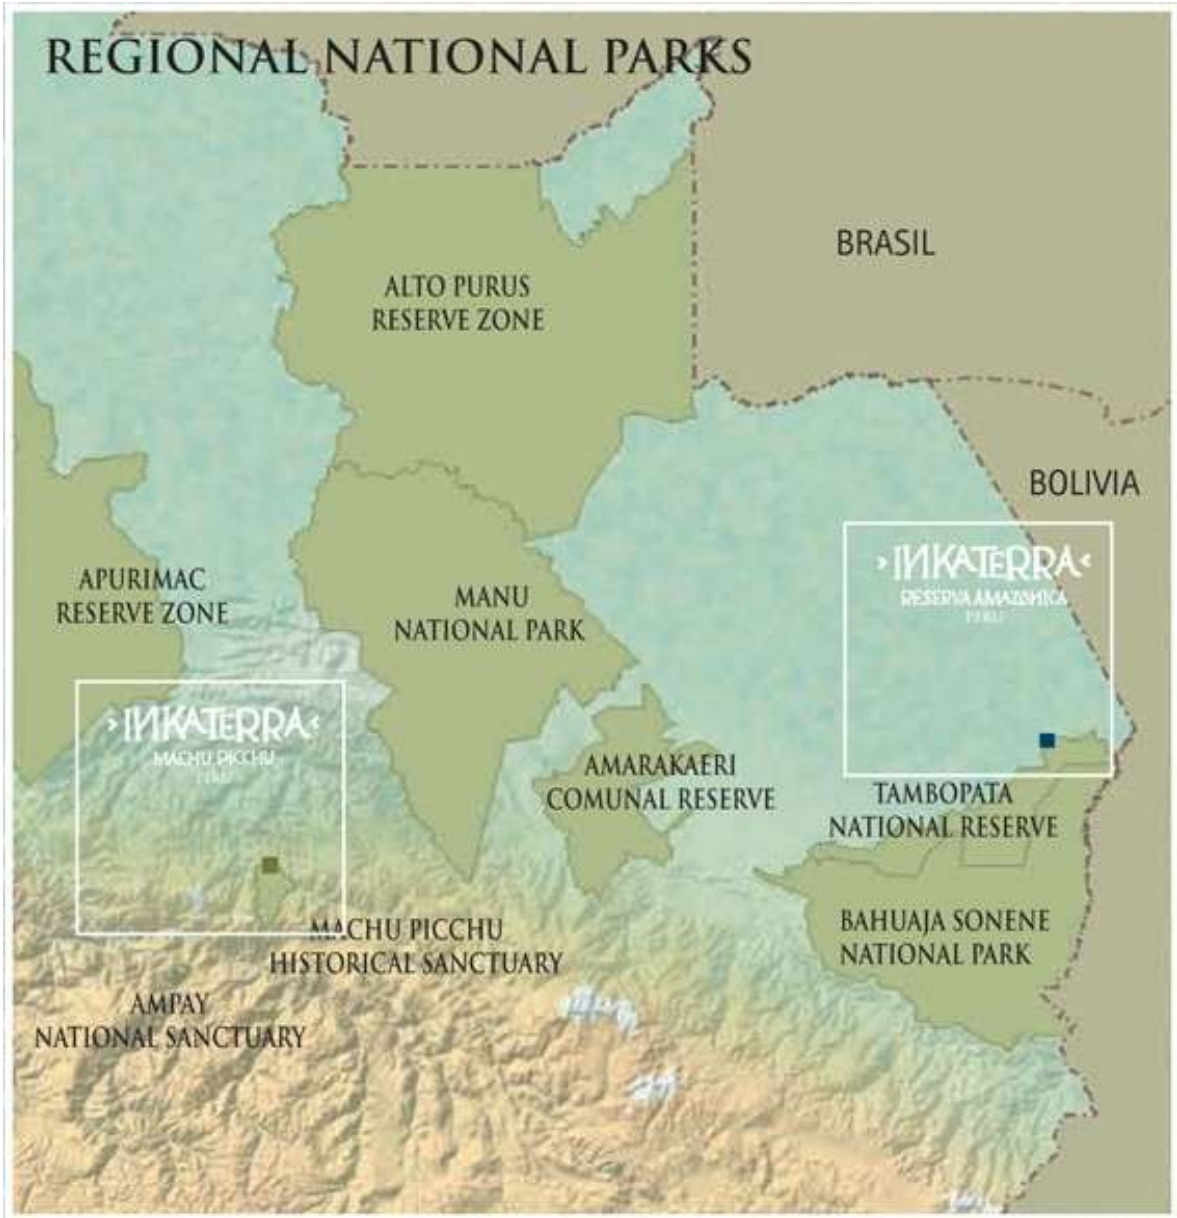 REGIONAL NATIONAL PARKS
BRASIL
ALTO PURUS
RESERVE ZONE
BOLIVIA
INKATERRA
RESERVA AMAZONICA
PERU
APURIMAC
RESERVE ZONE
MANU
NATIONAL PARK
INKATERRA
MACHU PICCHU
PERU
AMARAKAERI
COMUNAL RESERVE
TAMBOPATA
NATIONAL RESERVE
BAHUAJA SONENE
NATIONAL PARK
MACHU PICCHU
HISTORICAL SANCTUARY
AMPAY
NATIONAL SANCTUARY